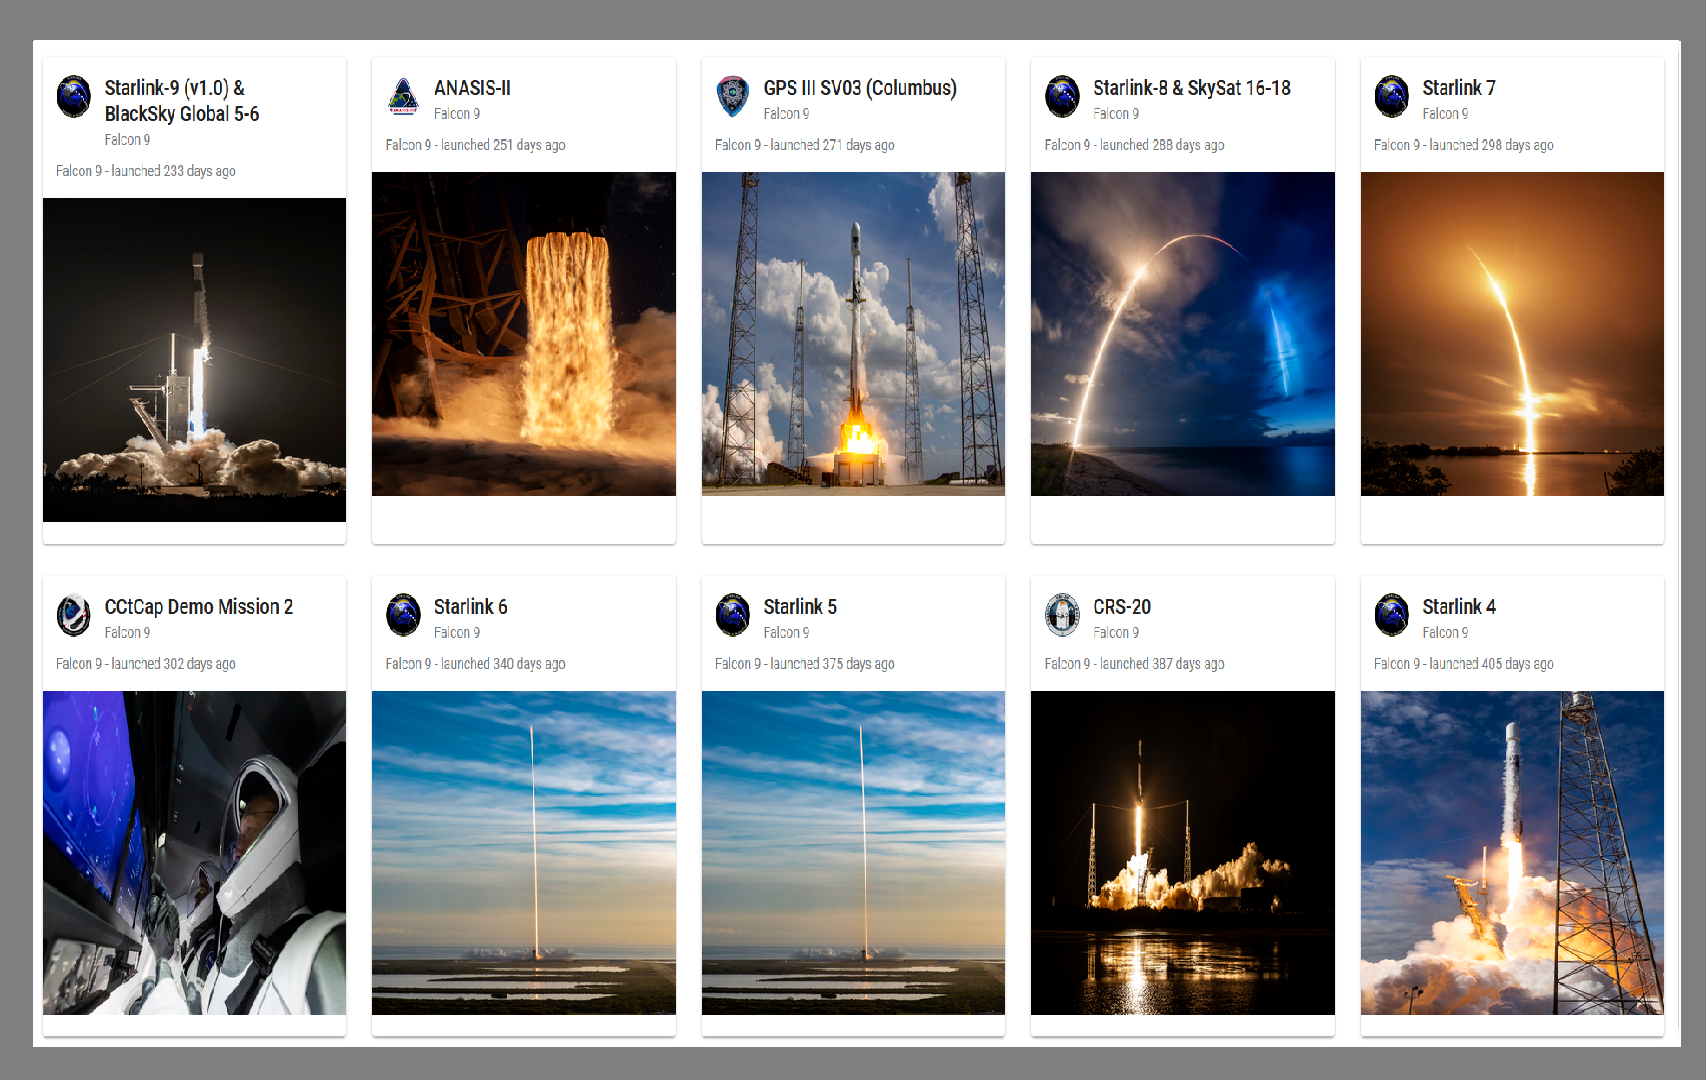 Starlink-9 (v1.0) &
BlackSky Global 5-6
Falcon 9
Falcon 9 - launched 233 days ago
ANASIS-II
Falcon 9
Falcon 9 - launched 251 days ago
GPS III SV03 (Columbus)
Falcon 9
Falcon 9 - launched 271 days ago
Starlink-8 & SkySat 16-18
Falcon 9
Falcon 9 - launched 288 days ago
Starlink 7
Falcon 9
Falcon 9 - launched 298 days ago
CCtCap Demo Mission 2
Falcon 9
Falcon 9 - launched 302 days ago
Starlink 6
Falcon 9
Falcon 9 - launched 340 days ago
Starlink 5
Falcon 9
Falcon 9 - launched 375 days ago
CRS-20
Falcon 9
Falcon 9 - launched 387 days ago
Starlink 4
Falcon 9
Falcon 9 - launched 405 days ago